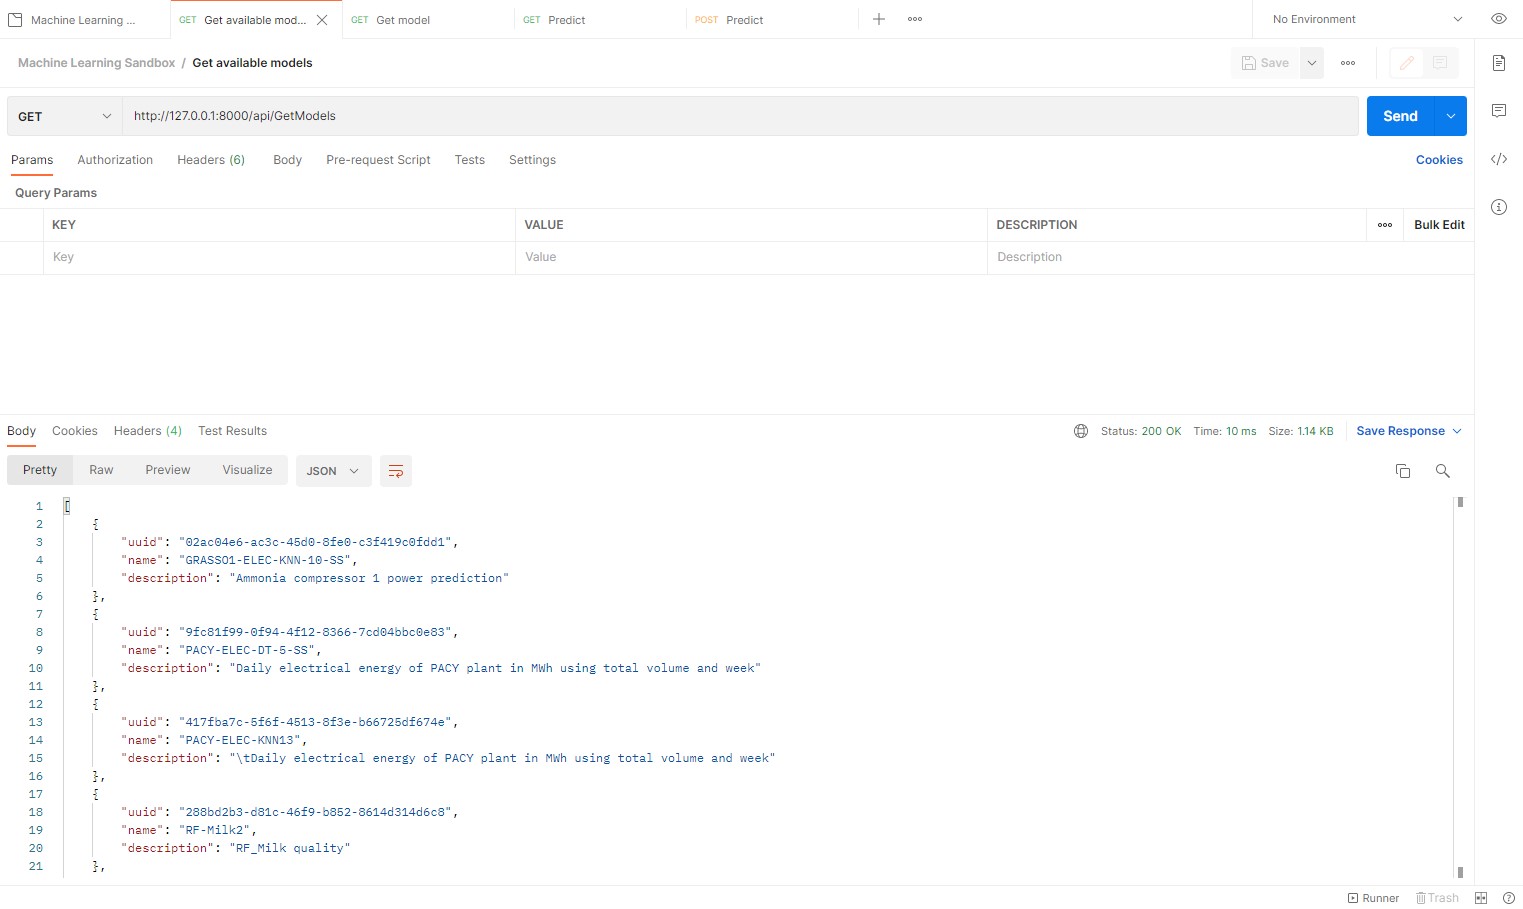 Machine Learning ...
GET Get available mod...
GET Get model
GET Predict
POST Predict
No Environment
Machine Learning Sandbox / Get available models
Save
GET
http://127.0.0.1:8000/api/GetModels
Send
Params Authorization Headers (6) Body Pre-request Script Tests Settings
Cookies
Query Params
KEY VALUE DESCRIPTION
Bulk Edit
Key Value Description
Body Cookies Headers (4) Test Results
Status: 200 OK Time: 10 ms Size: 1.14 KB Save Response
Pretty Raw Preview Visualize JSON
1 [
2 {
3 "uuid": "02ac04e6-ac3c-45d0-8fe0-c3f419c0fdd1",
4 "name": "GRASSO1-ELEC-KNN-10-SS",
5 "description": "Ammonia compressor 1 power prediction"
6 },
7 {
8 "uuid": "9fc81f99-0f94-4f12-8366-7cd04bbc0e83",
9 "name": "PACY-ELEC-DT-5-SS",
10 "description": "Daily electrical energy of PACY plant in MWh using total volume and week"
11 },
12 {
13 "uuid": "417fba7c-5f6f-4513-8f3e-b66725df674e",
14 "name": "PACY-ELEC-KNN13",
15 "description": "\tDaily electrical energy of PACY plant in MWh using total volume and week"
16 },
17 {
18 "uuid": "288bd2b3-d81c-46f9-b852-8614d314d6c8",
19 "name": "RF-Milk2",
20 "description": "RF_Milk quality"
21 },
Runner Trash